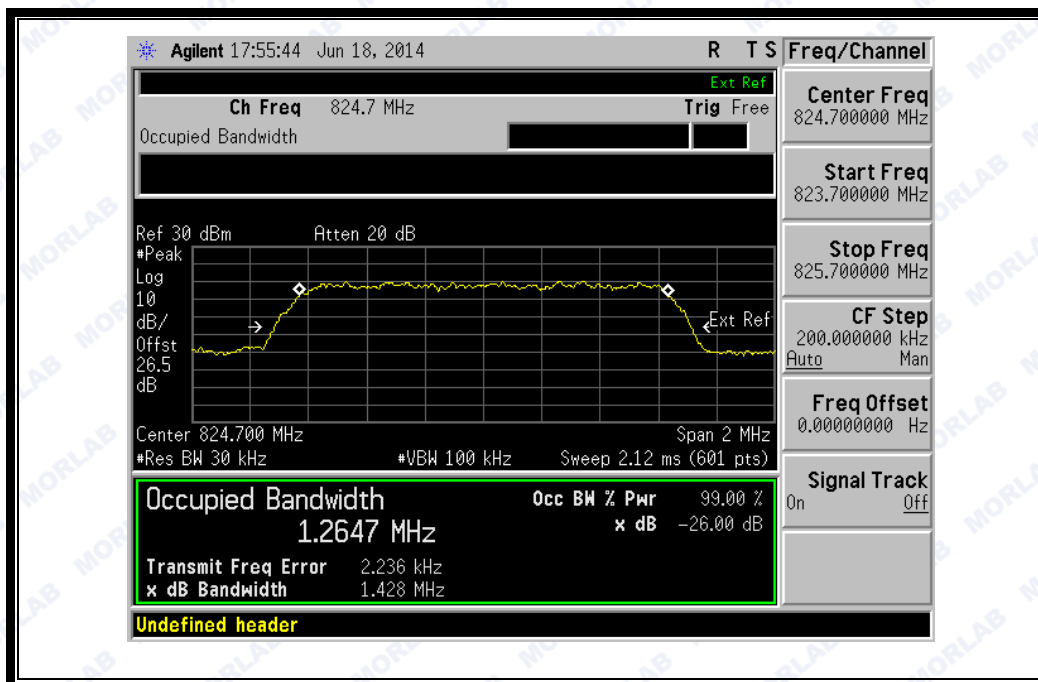 Agilent 17:55:44 Jun 18, 2014 R T S
Freq/Channel
Ext Ref
Ch Freq 824.7 MHz Trig Free
Occupied Bandwidth
Center Freq
824.700000 MHz
Start Freq
823.700000 MHz
Stop Freq
825.700000 MHz
CF Step
200.000000 kHz
Auto Man
Freq Offset
0.00000000 Hz
Signal Track
On Off
Ref 30 dBm Atten 20 dB
#Peak
Log
10
dB/
Offst
26.5
dB
Ext Ref
Center 824.700 MHz Span 2 MHz
#Res BW 30 kHz #VBW 100 kHz Sweep 2.12 ms (601 pts)
Occupied Bandwidth Occ BW % Pwr 99.00 %
1.2647 MHz x dB -26.00 dB
Transmit Freq Error 2.236 kHz
x dB Bandwidth 1.428 MHz
Undefined header
MORLAB